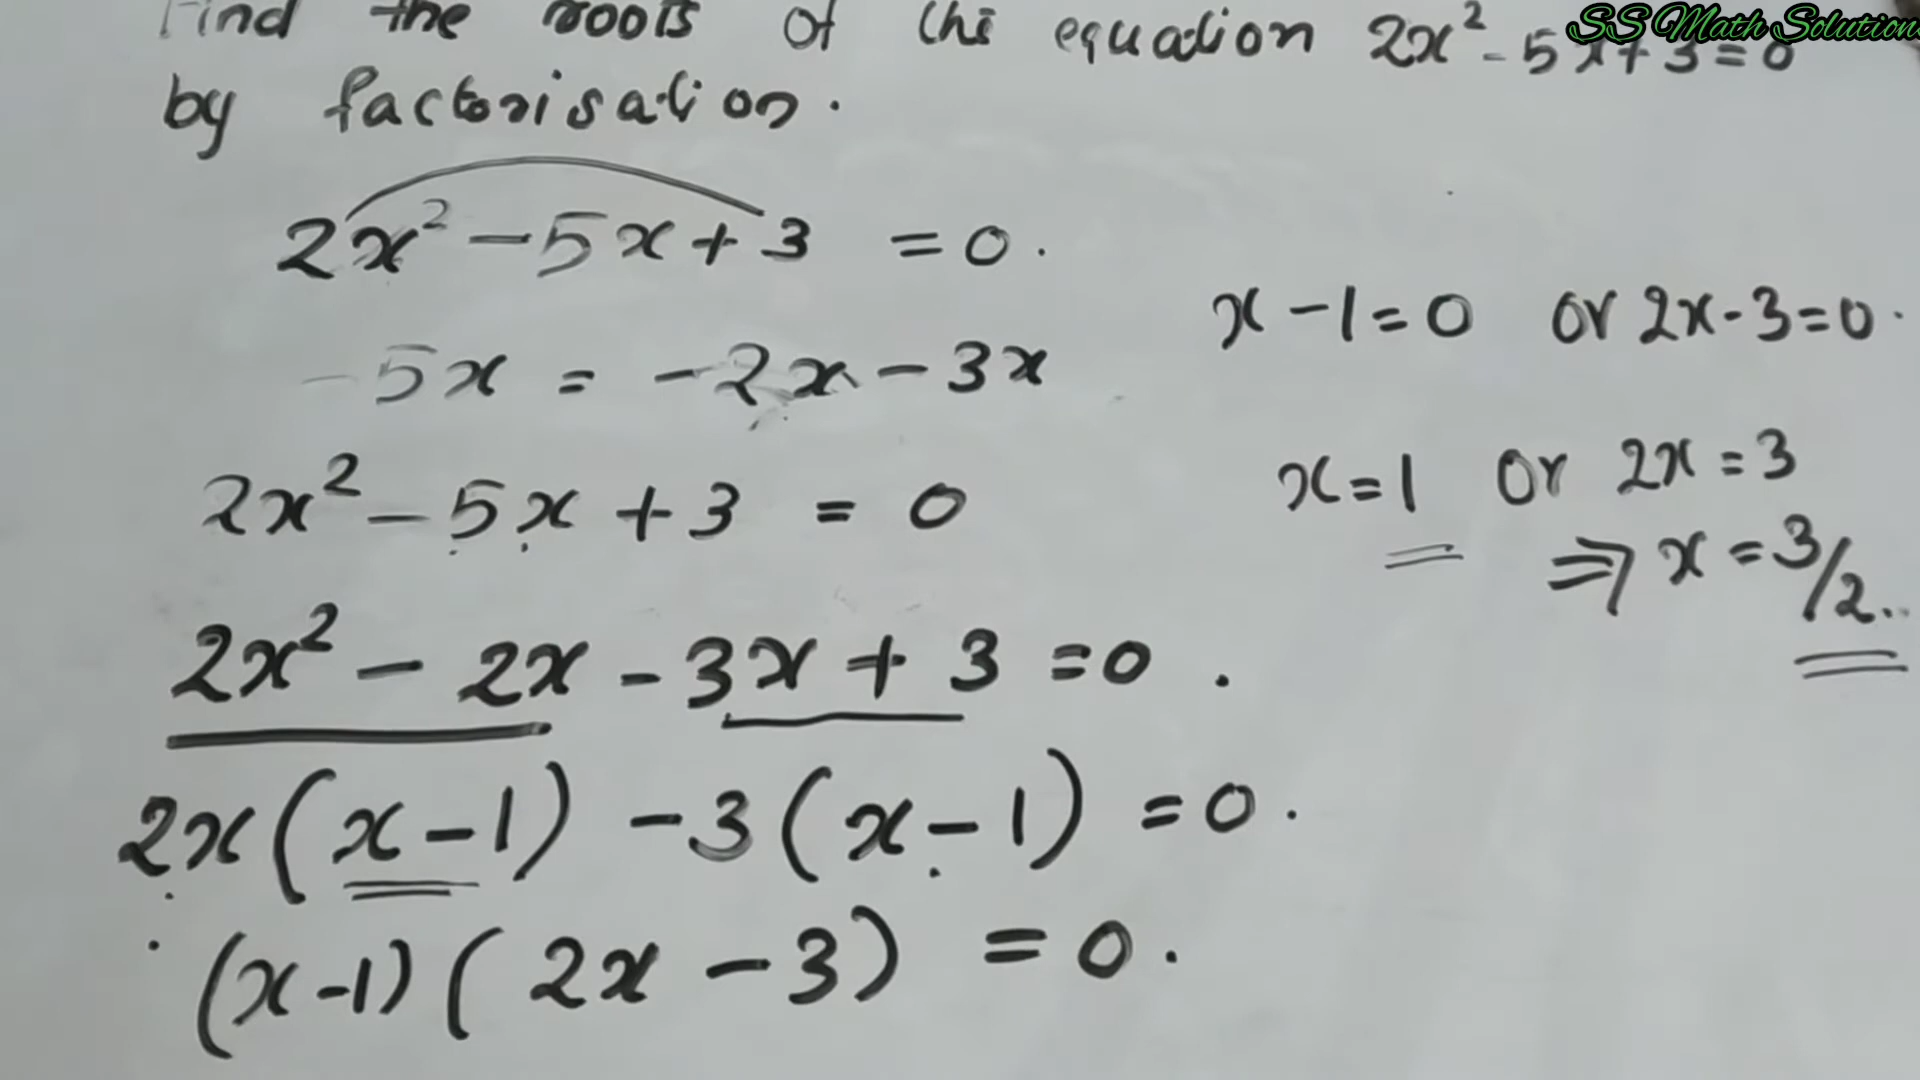 Find the roots of the equation 2x² - 5x + 3 = 0
SS Math Solutions
by factorisation.
2x² - 5x + 3 = 0.
-5x = -2x - 3x
2x² - 5x + 3 = 0
2x² - 2x - 3x + 3 = 0.
2x(x-1) -3(x-1) = 0.
(x-1)(2x-3) = 0.
x - 1 = 0 or 2x - 3 = 0.
x = 1 or 2x = 3
⇒ x = 3/2.